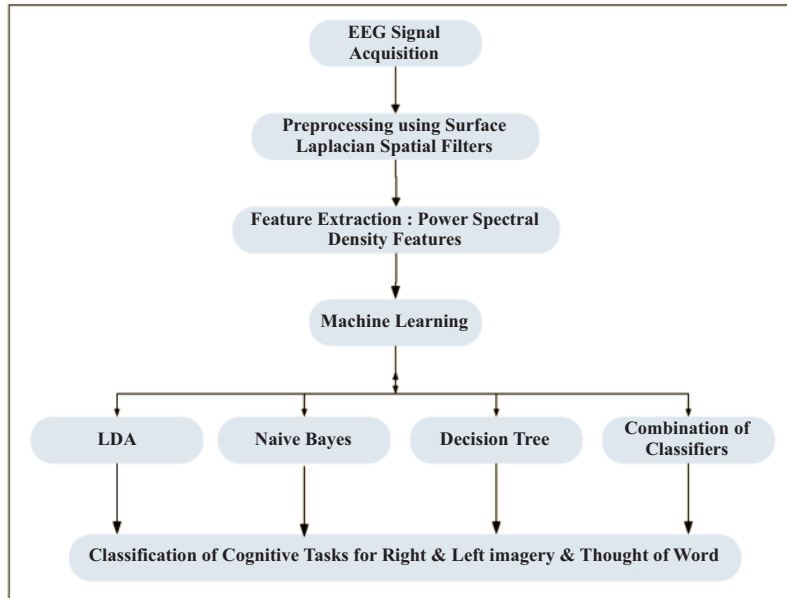 EEG Signal
Acquisition
Preprocessing using Surface
Laplacian Spatial Filters
Feature Extraction : Power Spectral
Density Features
Machine Learning
LDA
Naive Bayes
Decision Tree
Combination of
Classifiers
Classification of Cognitive Tasks for Right & Left imagery & Thought of Word